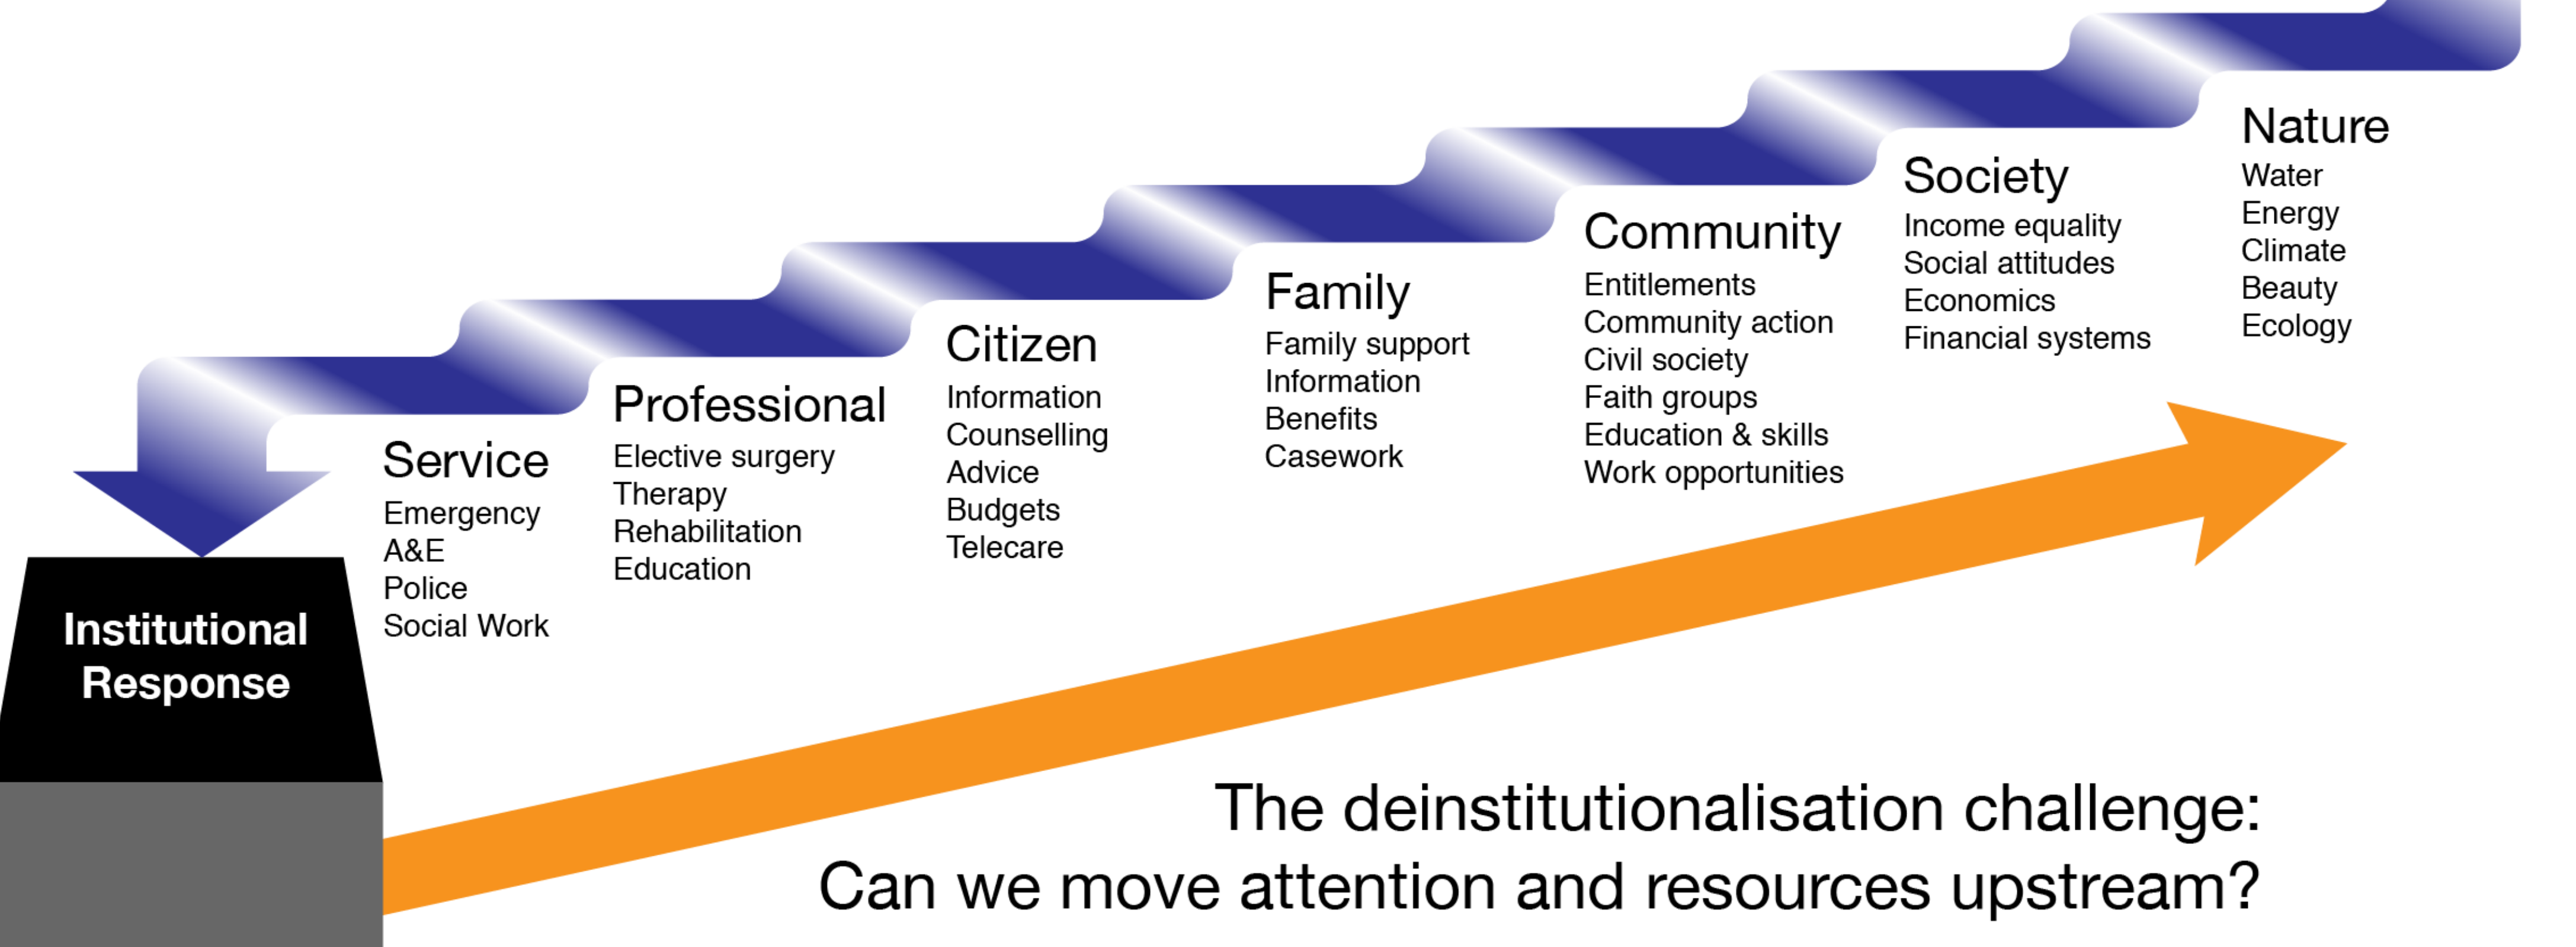 Institutional
Response
Service
Emergency
A&E
Police
Social Work
Professional
Elective surgery
Therapy
Rehabilitation
Education
Citizen
Information
Counselling
Advice
Budgets
Telecare
Family
Family support
Information
Benefits
Casework
Community
Entitlements
Community action
Civil society
Faith groups
Education & skills
Work opportunities
Society
Income equality
Social attitudes
Economics
Financial systems
Nature
Water
Energy
Climate
Beauty
Ecology
The deinstitutionalisation challenge:
Can we move attention and resources upstream?